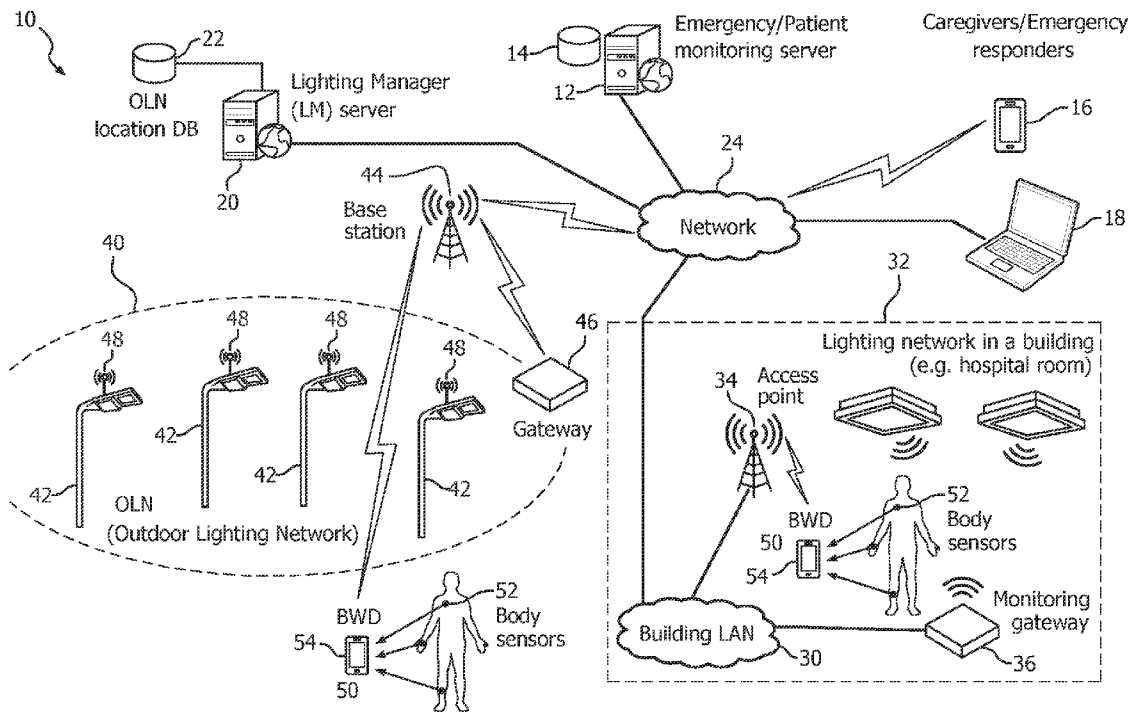 10
22
OLN
location DB
Lighting Manager
(LM) server
20
14
12
Emergency/Patient
monitoring server
Caregivers/Emergency
responders
16
18
24
Network
44
Base
station
40
48
48
48
48
46
Gateway
42
42
42
42
OLN
(Outdoor Lighting Network)
BWD
54
50
52
Body
sensors
32
Lighting network in a building
(e.g. hospital room)
34
Access
point
BWD
50
54
52
Body
sensors
Building LAN
30
Monitoring
gateway
36